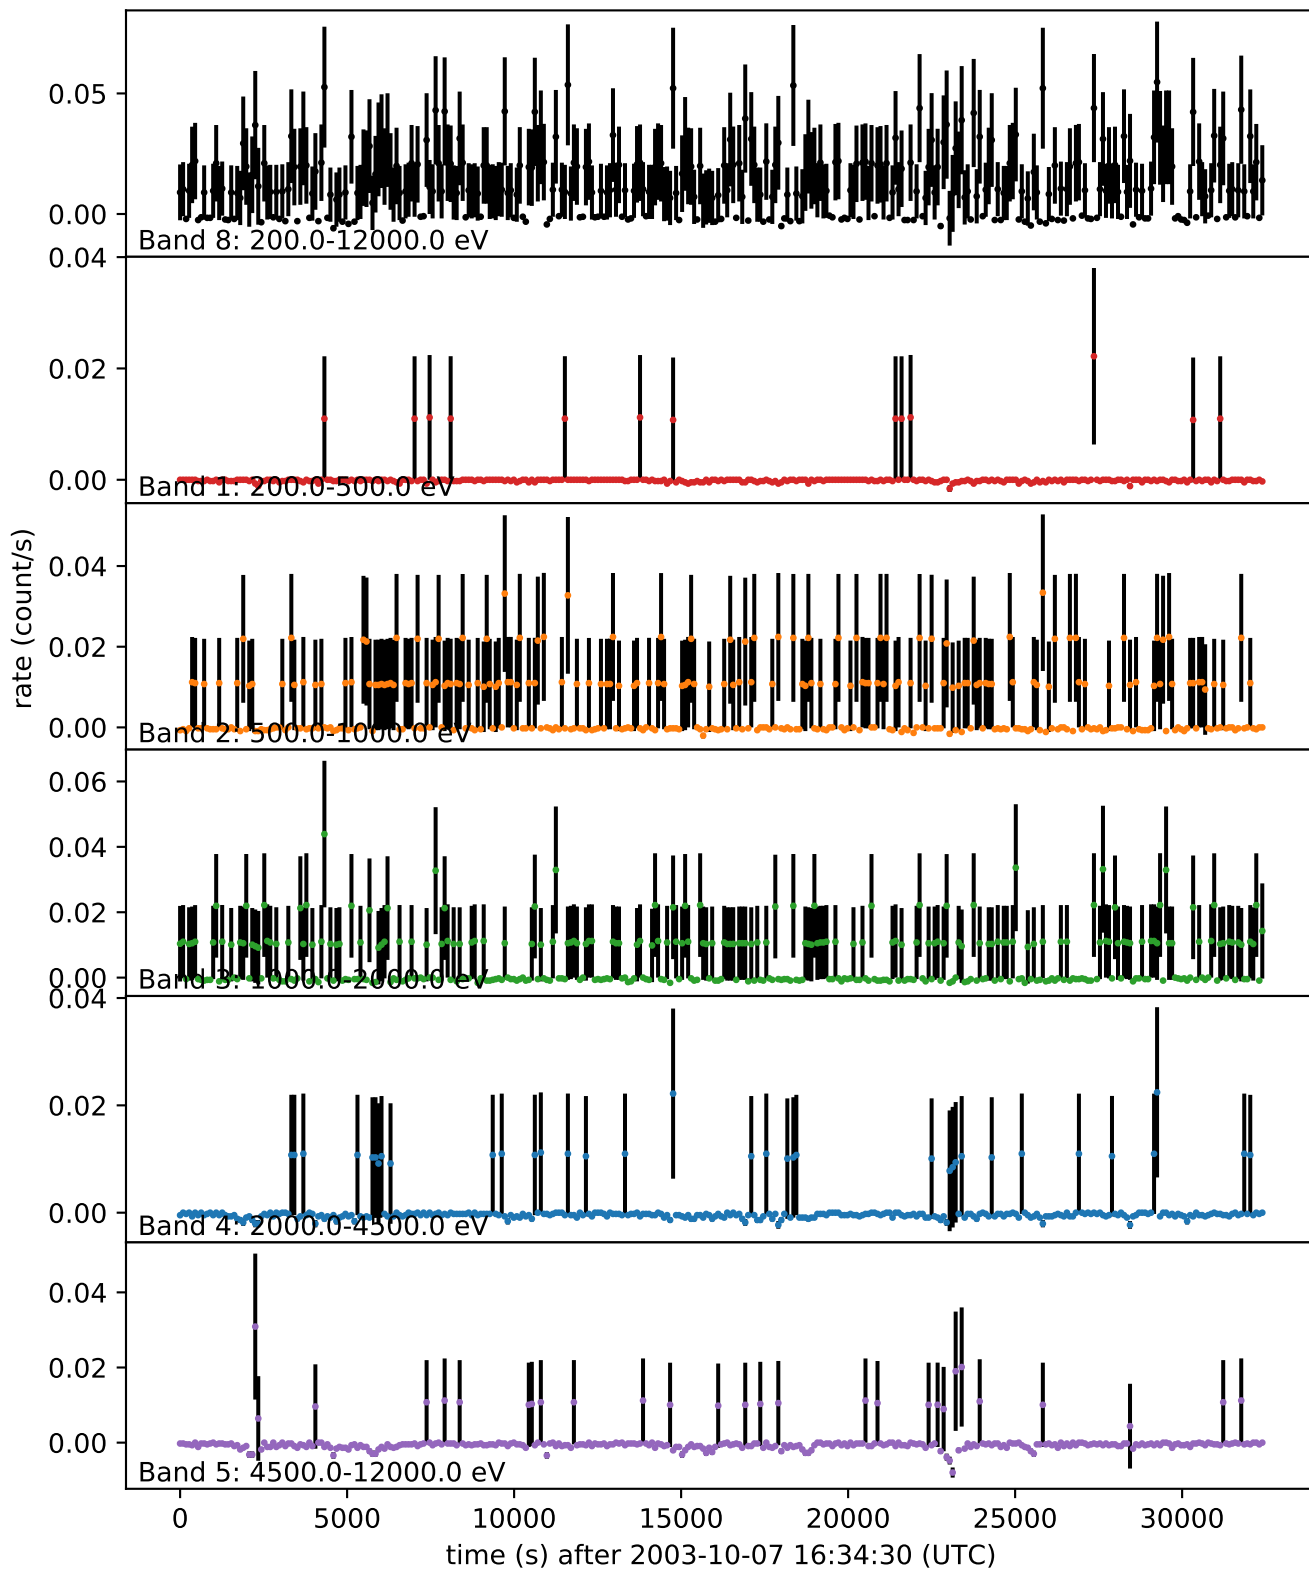 0.05
0.00
Band 8: 200.0-12000.0 eV
0.04
0.02
0.00
Band 1: 200.0-500.0 eV
rate (count/s)
0.04
0.02
0.00
Band 2: 500.0-1000.0 eV
0.06
0.04
0.02
0.00
Band 3: 1000.0-2000.0 eV
0.04
0.02
0.00
Band 4: 2000.0-4500.0 eV
0.04
0.02
0.00
Band 5: 4500.0-12000.0 eV
0 5000 10000 15000 20000 25000 30000
time (s) after 2003-10-07 16:34:30 (UTC)